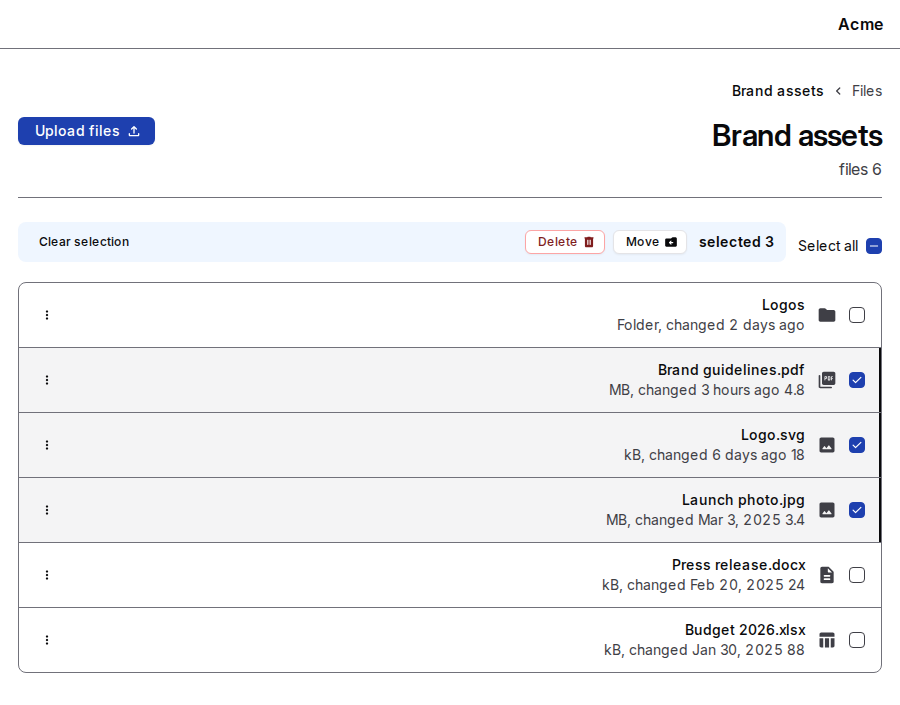 Acme
Files
Brand assets
Brand assets
files 6
Upload files
Select all
selected 3
Move
Delete
Clear selection
Logos
Folder, changed 2 days ago
Brand guidelines.pdf
MB, changed 3 hours ago 4.8
Logo.svg
kB, changed 6 days ago 18
Launch photo.jpg
MB, changed Mar 3, 2025 3.4
Press release.docx
kB, changed Feb 20, 2025 24
Budget 2026.xlsx
kB, changed Jan 30, 2025 88